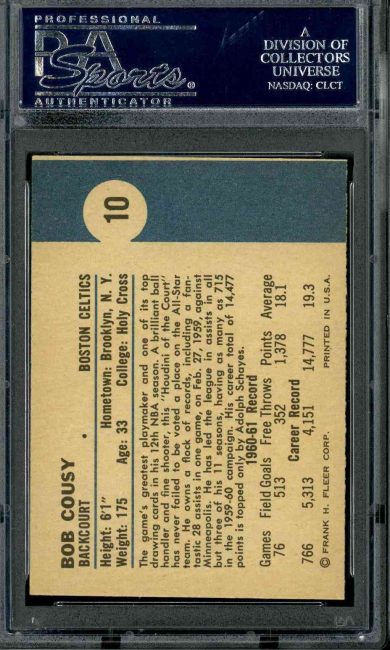 PROFESSIONAL
PSA
Sports
®
AUTHENTICATOR
A
DIVISION OF
COLLECTORS
UNIVERSE
NASDAQ: CLCT
10
BOB COUSY
BACKCOURT • BOSTON CELTICS
Height: 6'1" Hometown: Brooklyn, N. Y.
Weight: 175 Age: 33 College: Holy Cross
The game's greatest playmaker and one of its top
drawing cards in his 12th NBA season. A brilliant ball
handler and fine shooter, this "Houdini of the Court"
has never failed to be voted a place on the All-Star
team. He owns a flock of records, including a fan-
tastic 28 assists in one game, on Feb. 27, 1959, against
Minneapolis. He has led the league in assists in all
but three of his 11 seasons, having as many as 715
in the 1959-60 campaign. His career total of 14,477
points is topped only by Adolph Schayes.
1960-61 Record
Games Field Goals Free Throws Points Average
76 513 352 1,378 18.1
Career Record
766 5,313 4,151 14,777 19.3
© FRANK H. FLEER CORP. PRINTED IN U.S.A.